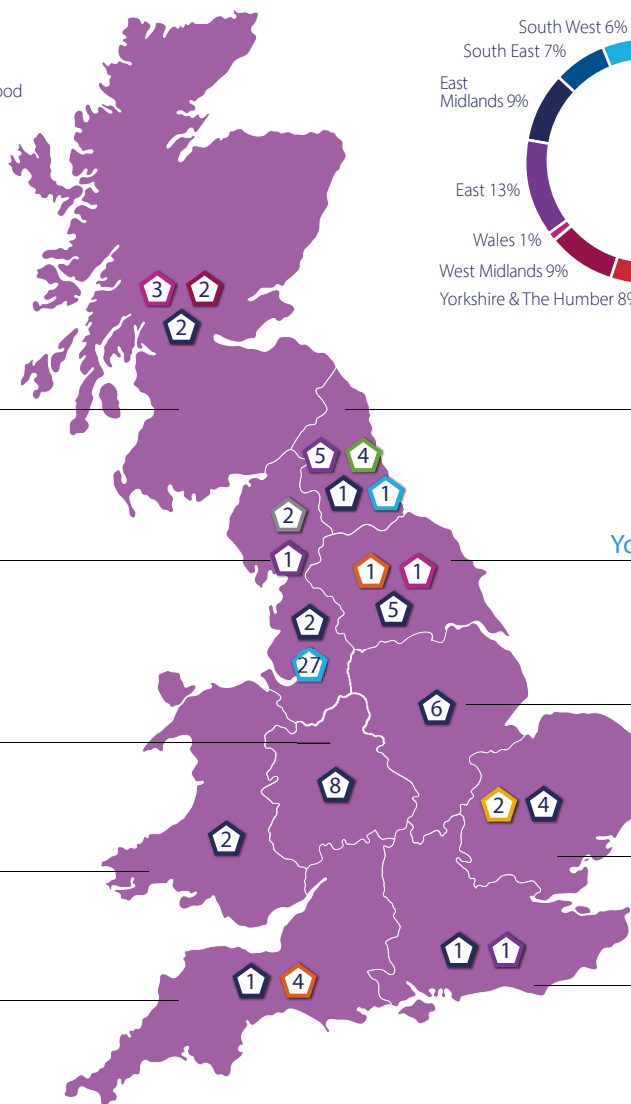 South West 6%
ood
South East 7%
East
Midlands 9%
East 13%
Wales 1%
West Midlands 9%
Yorkshire & The Humber 8%
3 2
2
5 4
1 1
2
Yo
1
1 1
5
2
27
6
8
2 4
2
1 1
1 4